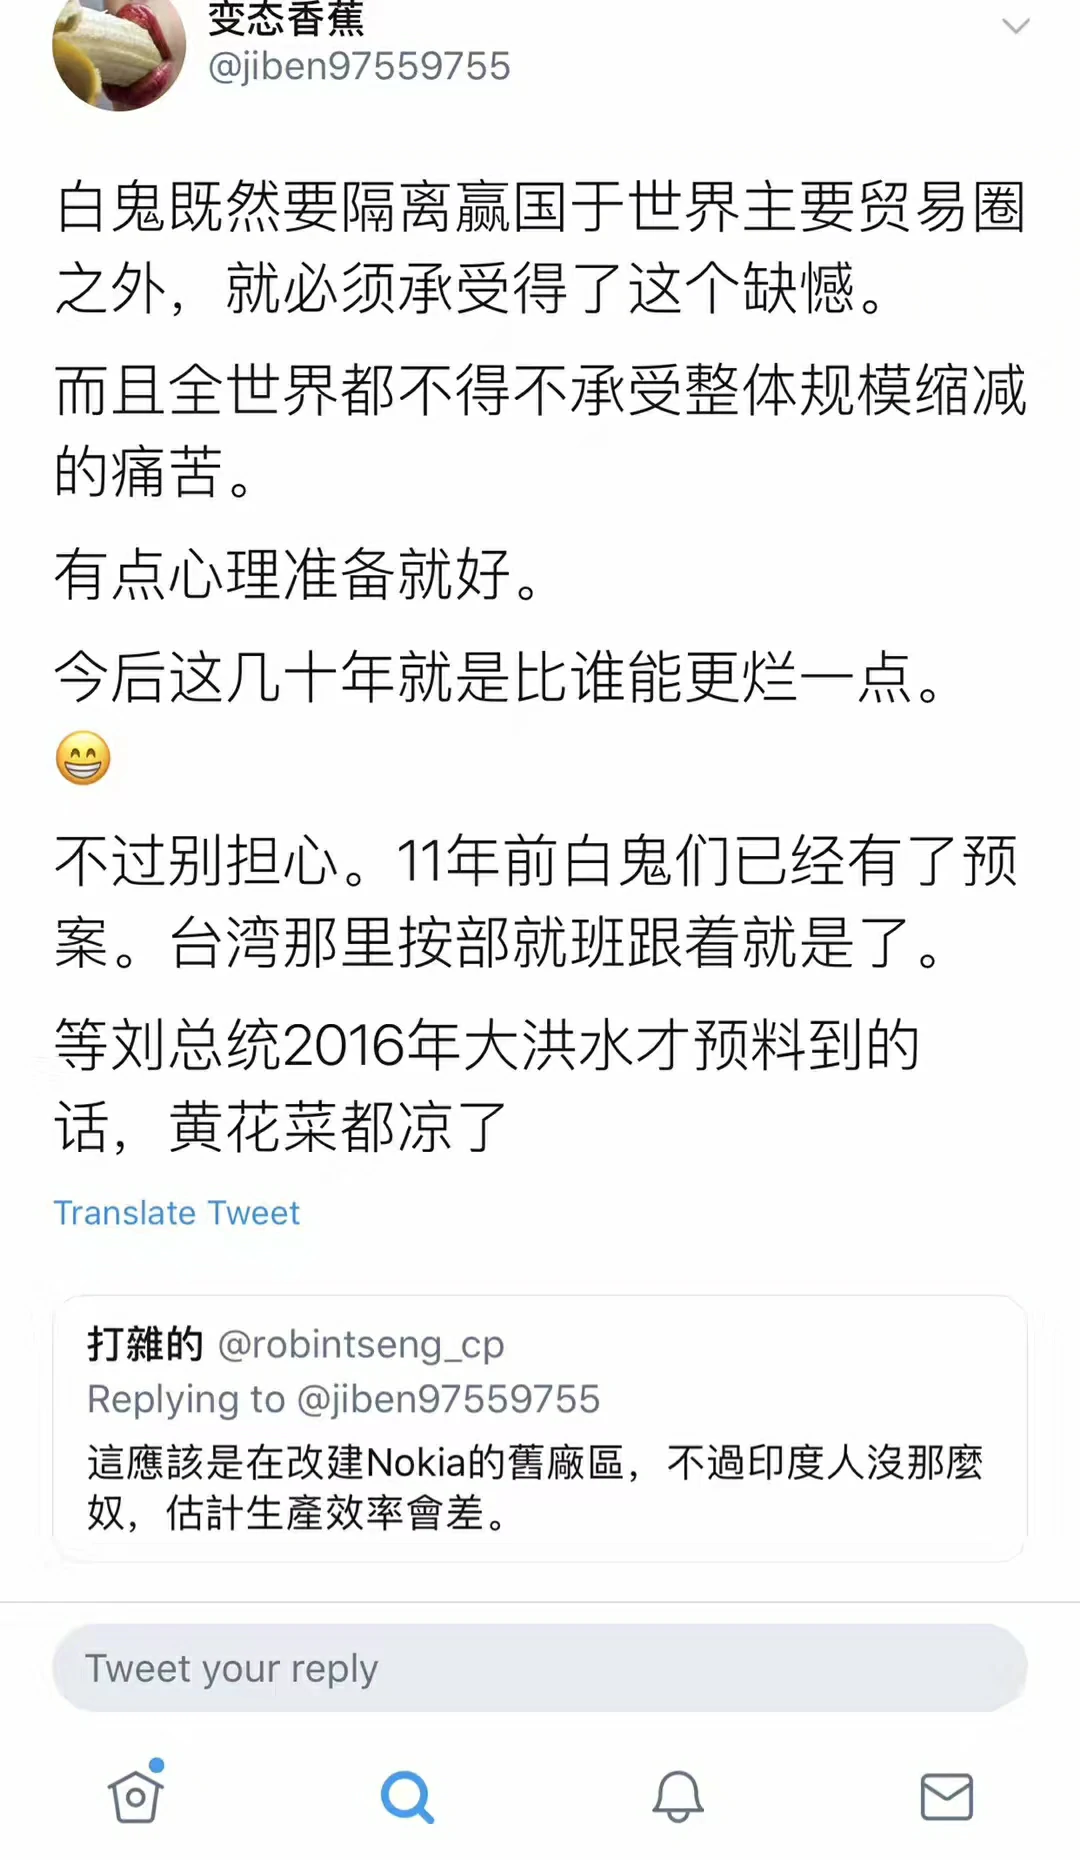 变态香蕉
@jiben97559755
白鬼既然要隔离赢国于世界主要贸易圈
之外，就必须承受得了这个缺憾。
而且全世界都不得不承受整体规模缩减
的痛苦。
有点心理准备就好。
今后这几十年就是比谁能更烂一点。
😁
不过别担心。11年前白鬼们已经有了预
案。台湾那里按部就班跟着就是了。
等刘总统2016年大洪水才预料到的
话，黄花菜都凉了
Translate Tweet
打雜的 @robintseng_cp
Replying to @jiben97559755
這應該是在改建Nokia的舊廠區，不過印度人沒那麼
奴，估計生產效率會差。
Tweet your reply